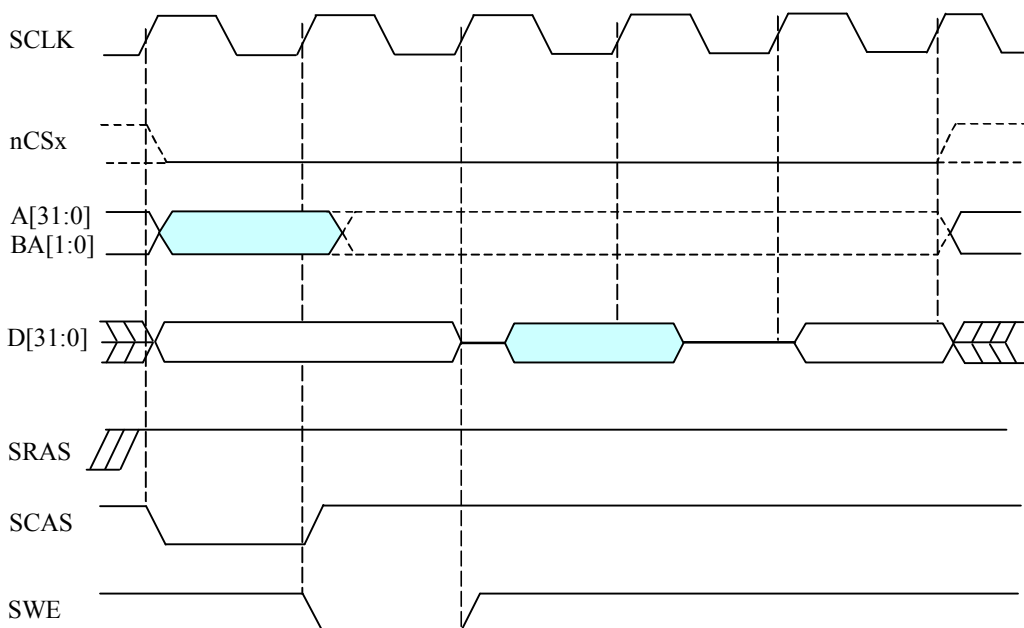 SCLK
nCSx
A[31:0]
BA[1:0]
D[31:0]
SRAS
SCAS
SWE